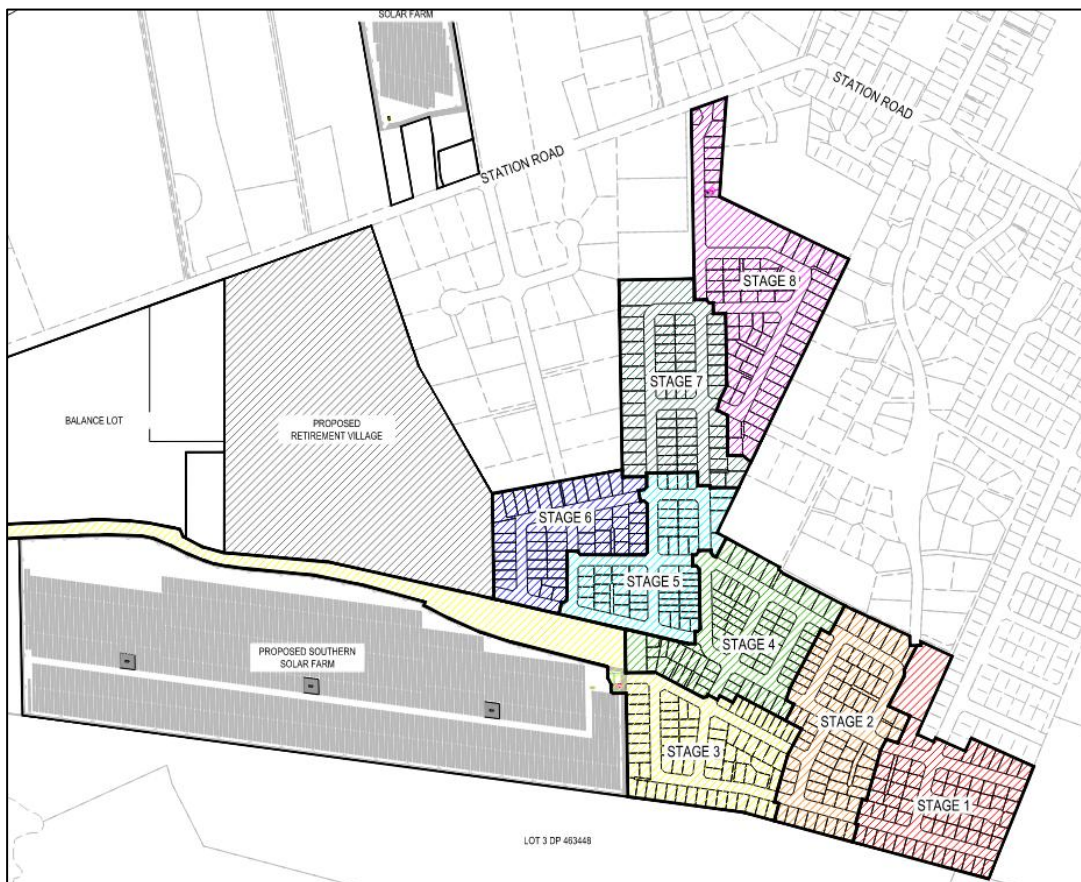 SOLAR FARM
STATION ROAD
STATION ROAD
STAGE 8
STAGE 7
BALANCE LOT
PROPOSED
RETIREMENT VILLAGE
STAGE 6
STAGE 5
STAGE 4
PROPOSED SOUTHERN
SOLAR FARM
STAGE 2
STAGE 3
STAGE 1
LOT 3 DP 463448